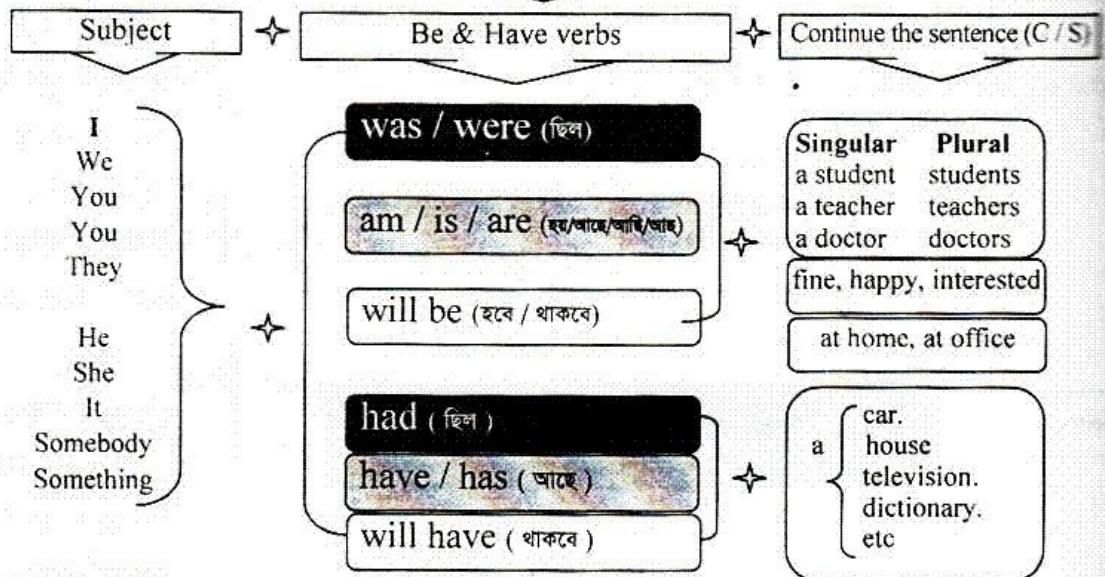 Subject
Be & Have verbs
Continue the sentence (C / S)
I
We
You
You
They
He
She
It
Somebody
Something
was / were (ছিল)
am / is / are (হয়/আছে/আছি/আছ)
will be (হবে / থাকবে)
had ( ছিল )
have / has ( আছে )
will have ( থাকবে )
Singular Plural
a student students
a teacher teachers
a doctor doctors
fine, happy, interested
at home, at office
a
car.
house
television.
dictionary.
etc